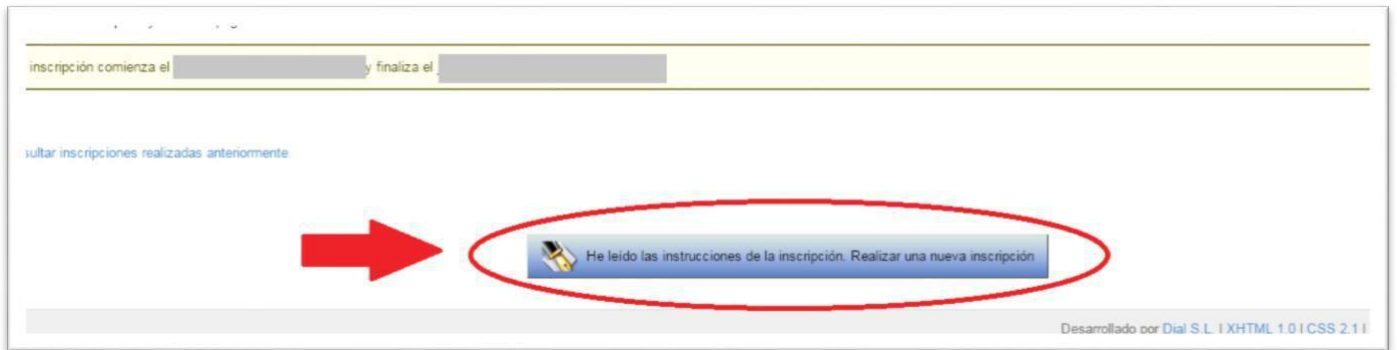 inscripción comienza el y finaliza el
sultar inscripciones realizadas anteriormente
He leído las instrucciones de la inscripción. Realizar una nueva inscripción
Desarrollado por Dial S.L. | XHTML 1.0 | CSS 2.1 |